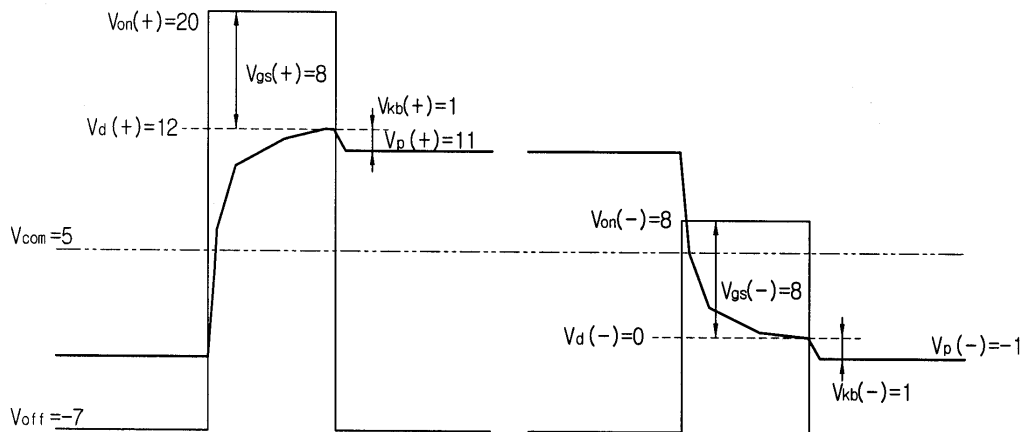 Von(+)=20
Vgs(+)=8
Vkb(+)=1
Vd(+)=12
Vp(+)=11
Von(-)=8
Vcom=5
Vgs(-)=8
Vd(-)=0
Vp(-)=-1
Vkb(-)=1
Voff=-7